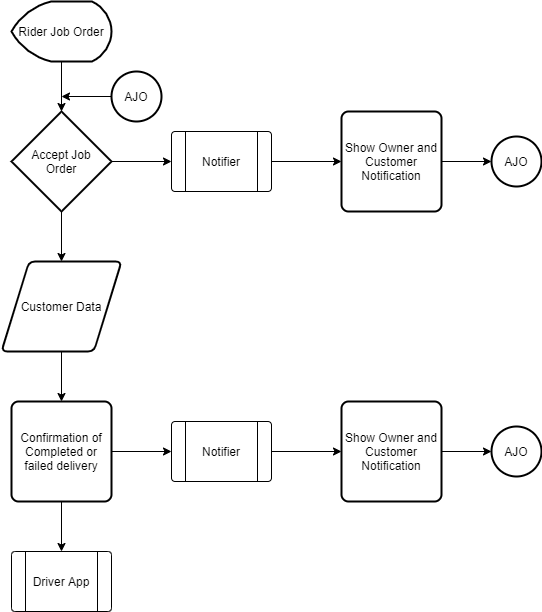 Rider Job Order
AJO
Accept Job
Order
Notifier
Show Owner and
Customer
Notification
AJO
Customer Data
Confirmation of
Completed or
failed delivery
Notifier
Show Owner and
Customer
Notification
AJO
Driver App